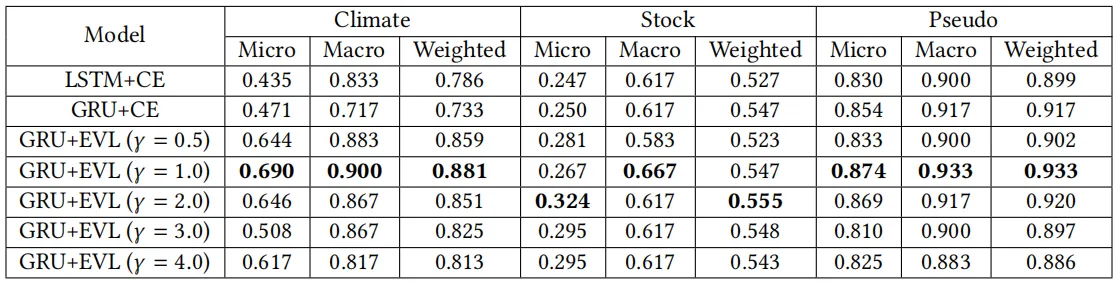 Model Climate Stock Pseudo
Micro Macro Weighted Micro Macro Weighted Micro Macro Weighted
LSTM+CE 0.435 0.833 0.786 0.247 0.617 0.527 0.830 0.900 0.899
GRU+CE 0.471 0.717 0.733 0.250 0.617 0.547 0.854 0.917 0.917
GRU+EVL (γ = 0.5) 0.644 0.883 0.859 0.281 0.583 0.523 0.833 0.900 0.902
GRU+EVL (γ = 1.0) 0.690 0.900 0.881 0.267 0.667 0.547 0.874 0.933 0.933
GRU+EVL (γ = 2.0) 0.646 0.867 0.851 0.324 0.617 0.555 0.869 0.917 0.920
GRU+EVL (γ = 3.0) 0.508 0.867 0.825 0.295 0.617 0.548 0.810 0.900 0.897
GRU+EVL (γ = 4.0) 0.617 0.817 0.813 0.295 0.617 0.543 0.825 0.883 0.886